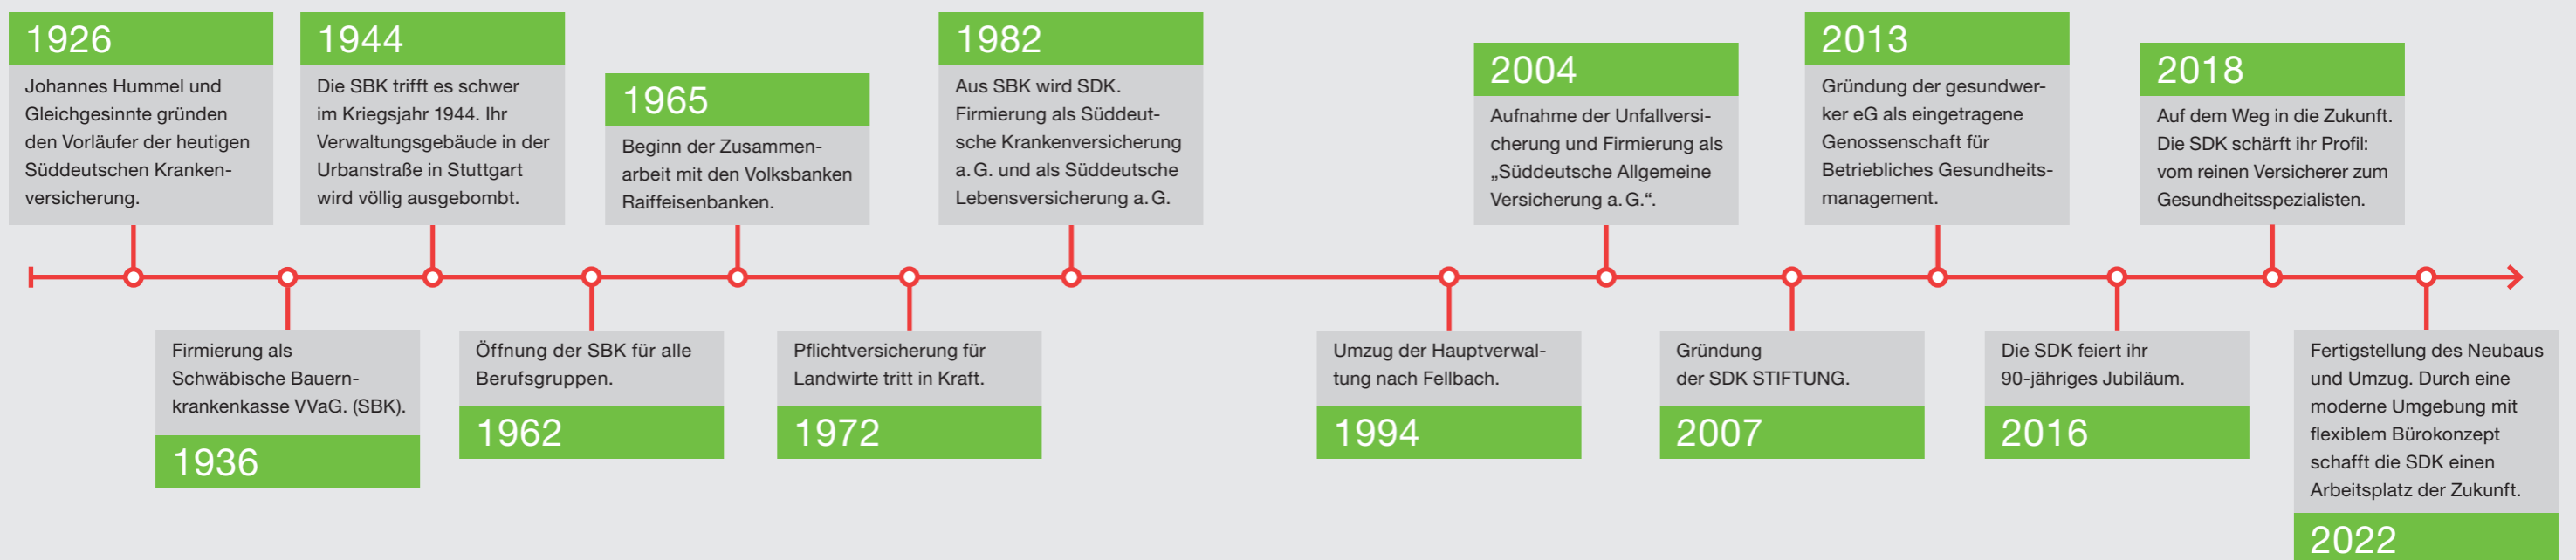 1926
Johannes Hummel und
Gleichgesinnte gründen
den Vorläufer der heutigen
Süddeutschen Kranken-
versicherung.
Firmierung als
Schwäbische Bauern-
krankenkasse VVaG. (SBK).
1936
1944
Die SBK trifft es schwer
im Kriegsjahr 1944. Ihr
Verwaltungsgebäude in der
Urbanstraße in Stuttgart
wird völlig ausgebombt.
Öffnung der SBK für alle
Berufsgruppen.
1962
1965
Beginn der Zusammen-
arbeit mit den Volksbanken
Raiffeisenbanken.
Pflichtversicherung für
Landwirte tritt in Kraft.
1972
1982
Aus SBK wird SDK.
Firmierung als Süddeut-
sche Krankenversicherung
a. G. und als Süddeutsche
Lebensversicherung a. G.
Umzug der Hauptverwal-
tung nach Fellbach.
1994
2004
Aufnahme der Unfallversi-
cherung und Firmierung als
„Süddeutsche Allgemeine
Versicherung a. G.“.
Gründung
der SDK STIFTUNG.
2007
2013
Gründung der gesundwer-
ker eG als eingetragene
Genossenschaft für
Betriebliches Gesundheits-
management.
Die SDK feiert ihr
90-jähriges Jubiläum.
2016
2018
Auf dem Weg in die Zukunft.
Die SDK schärft ihr Profil:
vom reinen Versicherer zum
Gesundheitsspezialisten.
Fertigstellung des Neubaus
und Umzug. Durch eine
moderne Umgebung mit
flexiblem Bürokonzept
schafft die SDK einen
Arbeitsplatz der Zukunft.
2022